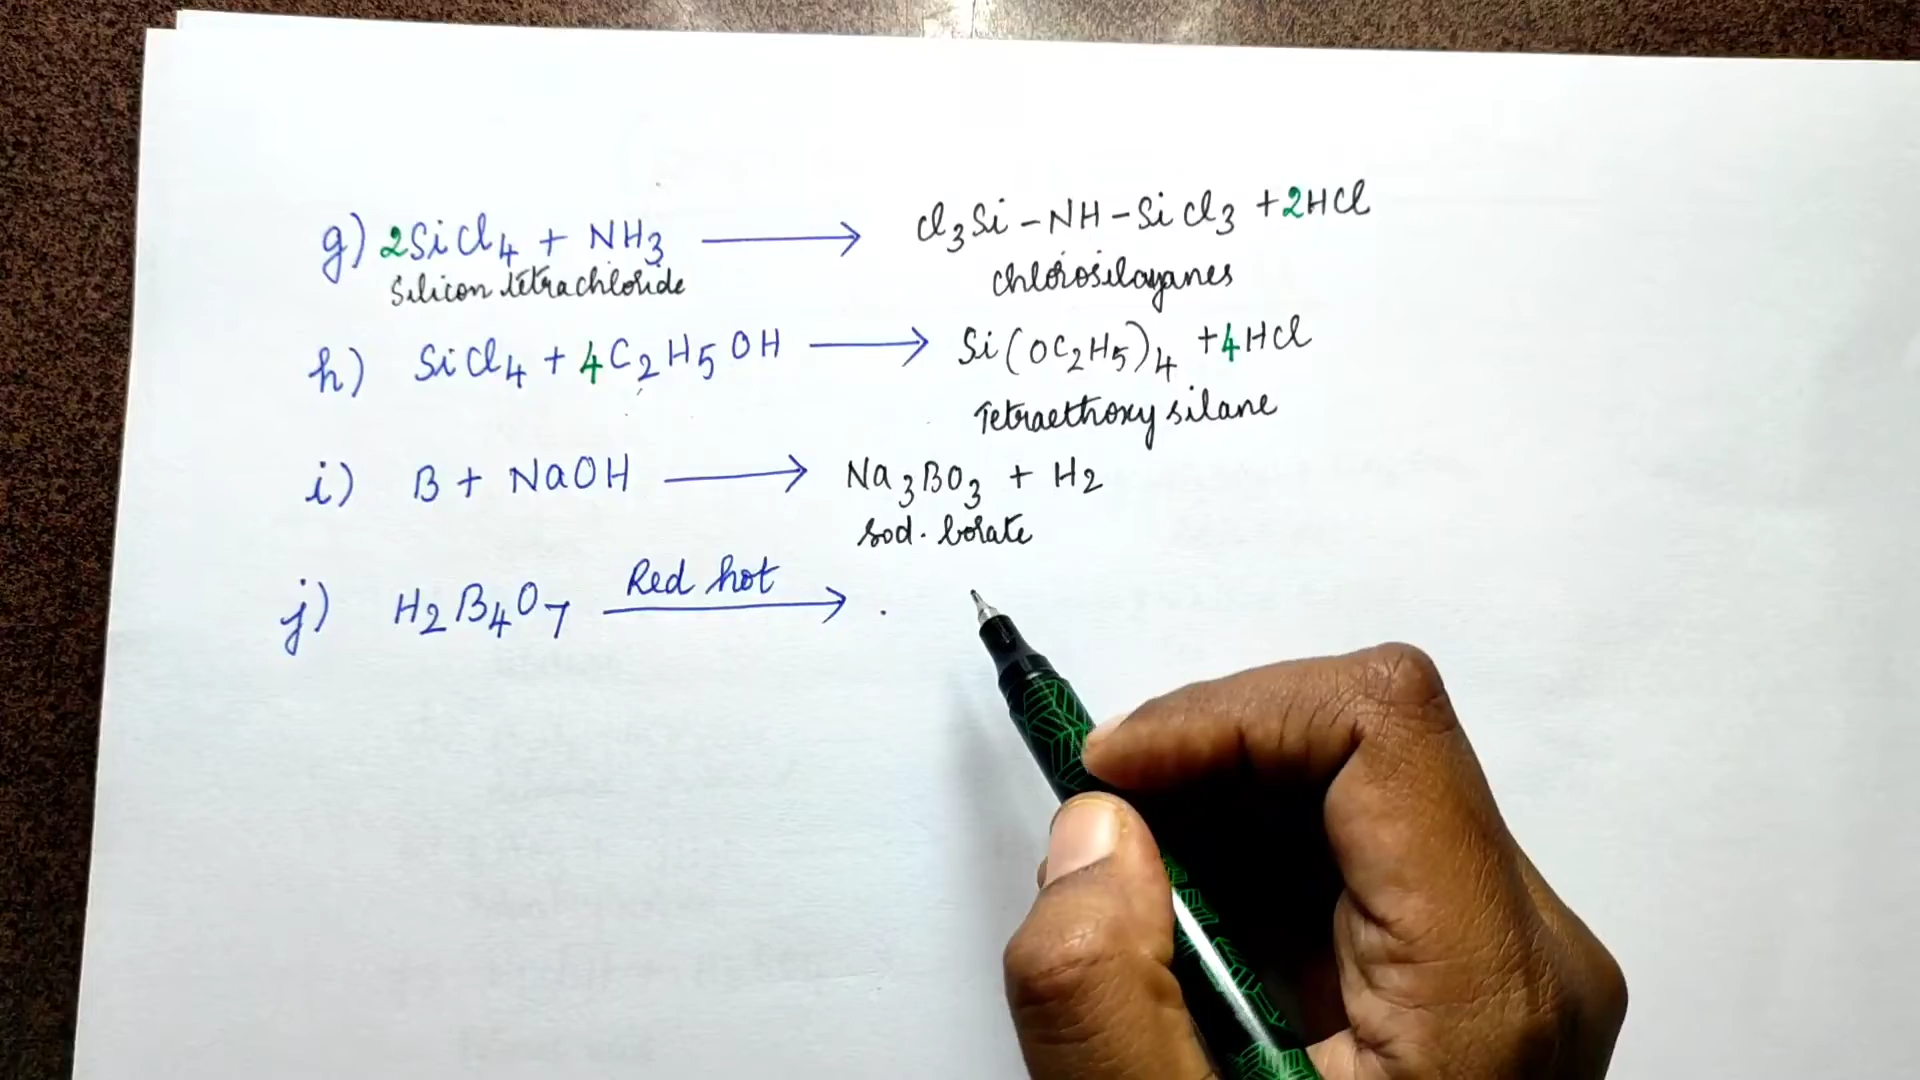 g) 2SiCl4 + NH3 ⟶ Cl3Si – NH – SiCl3 + 2HCl
Silicon tetrachloride chlorosilazanes
h) SiCl4 + 4C2H5OH ⟶ Si(OC2H5)4 + 4HCl
Tetraethoxy silane
i) B + NaOH ⟶ Na3BO3 + H2
sod. borate
Red hot
j) H2B4O7 ⟶ .